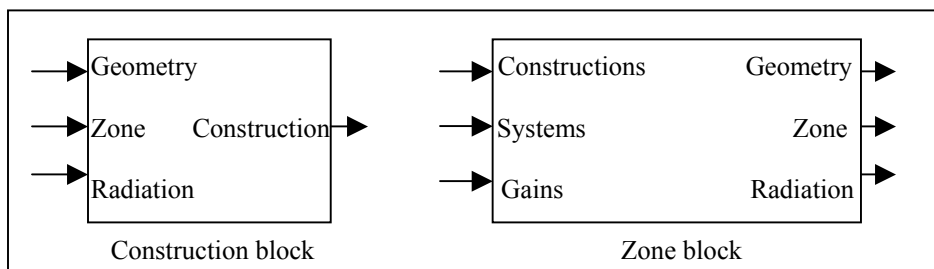 Geometry
Zone Construction
Radiation
Construction block
Constructions Geometry
Systems Zone
Gains Radiation
Zone block